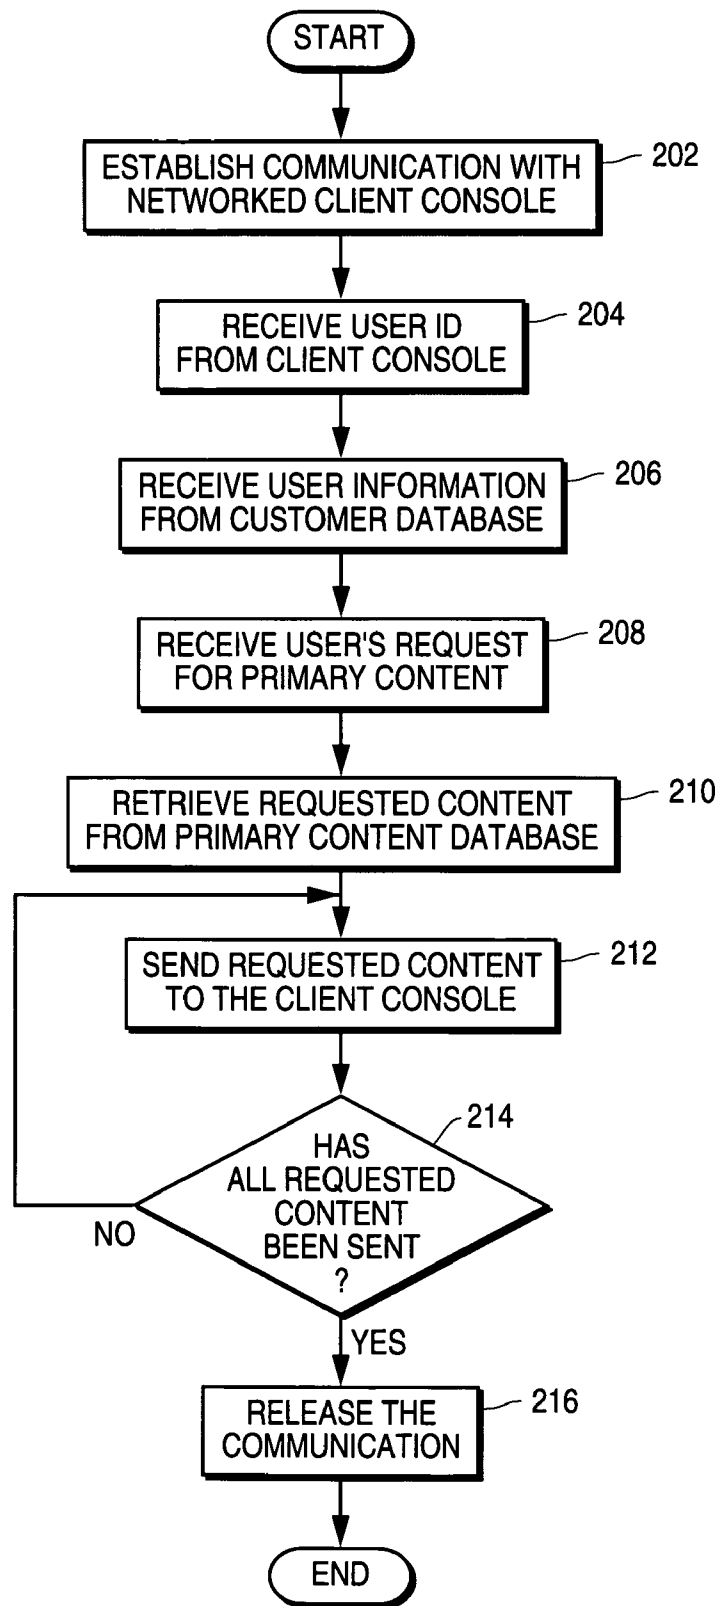 START
ESTABLISH COMMUNICATION WITH
NETWORKED CLIENT CONSOLE
202
RECEIVE USER ID
FROM CLIENT CONSOLE
204
RECEIVE USER INFORMATION
FROM CUSTOMER DATABASE
206
RECEIVE USER'S REQUEST
FOR PRIMARY CONTENT
208
RETRIEVE REQUESTED CONTENT
FROM PRIMARY CONTENT DATABASE
210
SEND REQUESTED CONTENT
TO THE CLIENT CONSOLE
212
214
HAS
ALL REQUESTED
CONTENT
BEEN SENT
?
NO
YES
RELEASE THE
COMMUNICATION
216
END